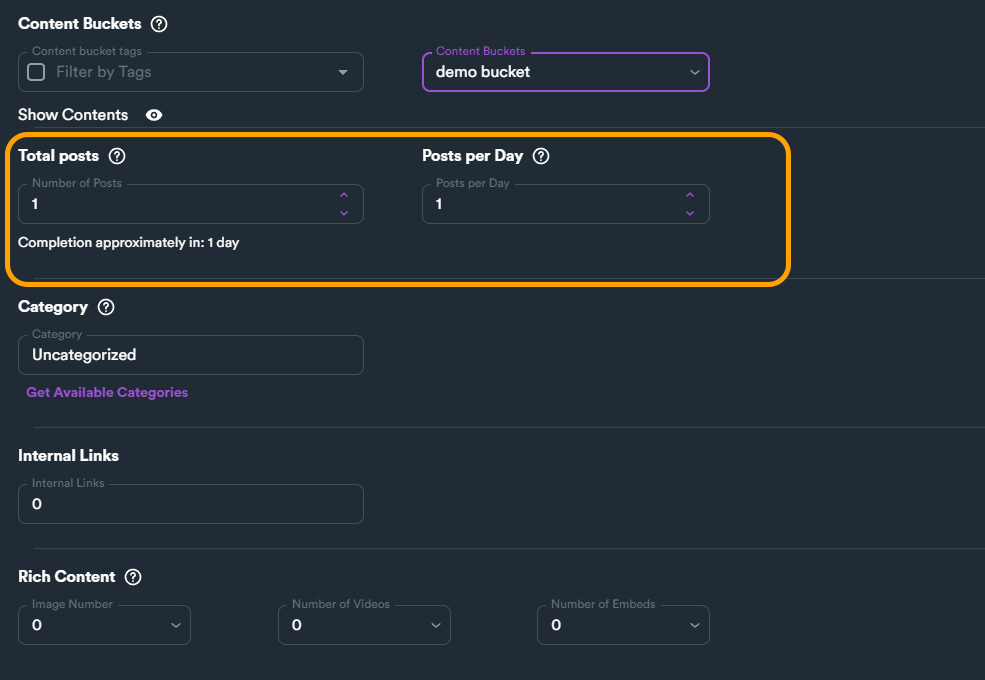 Content Buckets
Content bucket tags
Filter by Tags
Content Buckets
demo bucket
Show Contents
Total posts
Posts per Day
Number of Posts
1
Posts per Day
1
Completion approximately in: 1 day
Category
Category
Uncategorized
Get Available Categories
Internal Links
Internal Links
0
Rich Content
Image Number
0
Number of Videos
0
Number of Embeds
0